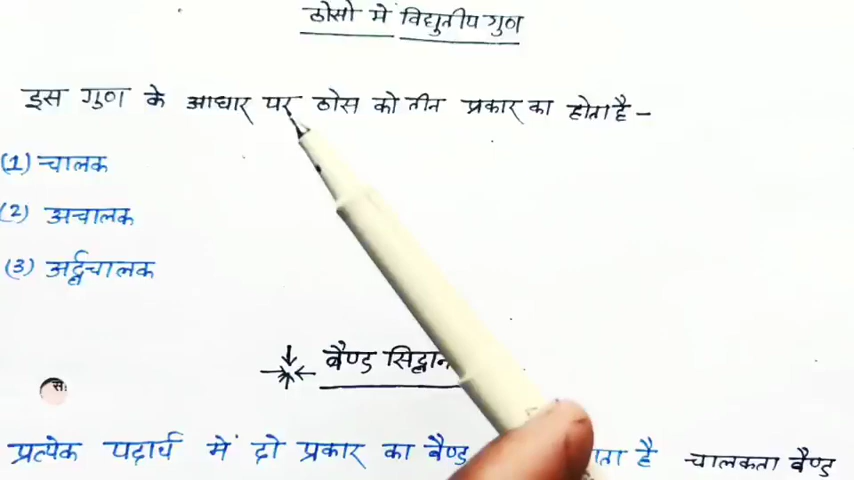 ठोसो मे विद्युतीय गुण
इस गुण के आधार पर ठोस को तीन प्रकार का होता है –
(1) चालक
(2) अचालक
(3) अर्द्धचालक
बैण्ड
प्रत्येक पदार्थ में दो प्रकार का बैण्ड है चालकता बैण्ड